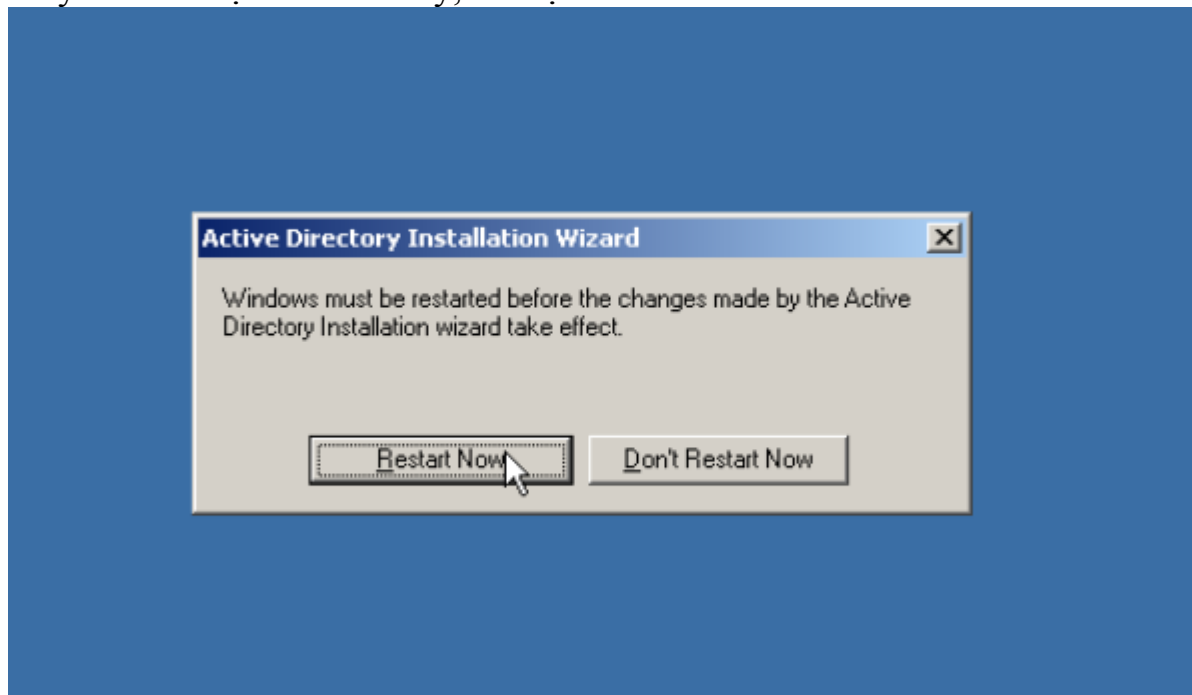 Active Directory Installation Wizard
Windows must be restarted before the changes made by the Active
Directory Installation wizard take effect.
Restart Now
Don't Restart Now